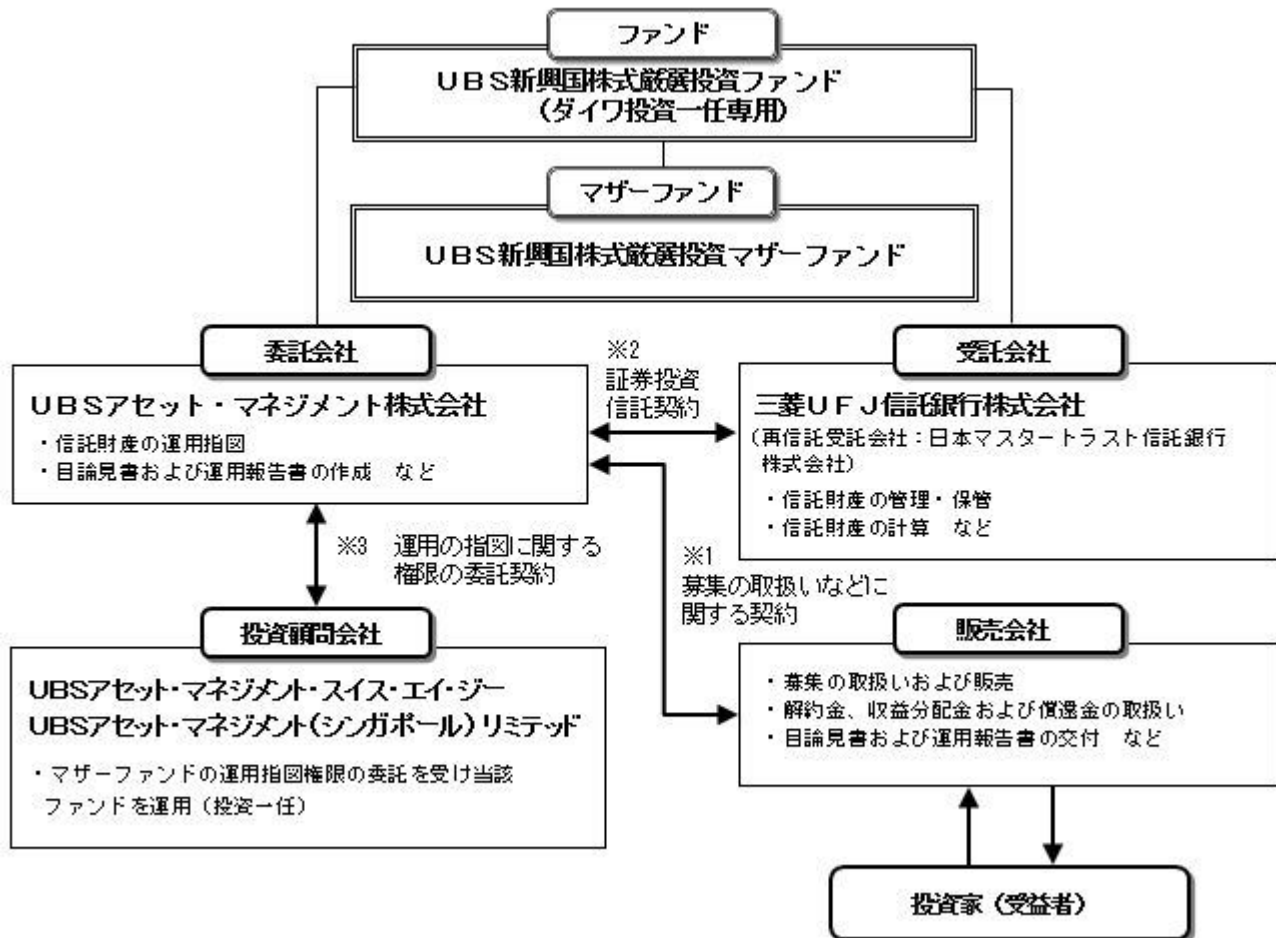 ファンド
UBS新興国株式厳選投資ファンド
(ダイワ投資一任専用)
マザーファンド
UBS新興国株式厳選投資マザーファンド
委託会社
UBSアセット・マネジメント株式会社
・信託財産の運用指図
・目論見書および運用報告書の作成 など
※2
証券投資
信託契約
受託会社
三菱UFJ信託銀行株式会社
(再信託受託会社:日本マスタートラスト信託銀行
株式会社)
・信託財産の管理・保管
・信託財産の計算 など
※3 運用の指図に関する
権限の委託契約
※1
募集の取扱いなどに
関する契約
投資顧問会社
UBSアセット・マネジメント・スイス・エイ・ジー
UBSアセット・マネジメント(シンガポール)リミテッド
・マザーファンドの運用指図権限の委託を受け当該
ファンドを運用(投資一任)
販売会社
・募集の取扱いおよび販売
・解約金、収益分配金および償還金の取扱い
・目論見書および運用報告書の交付 など
投資家(受益者)